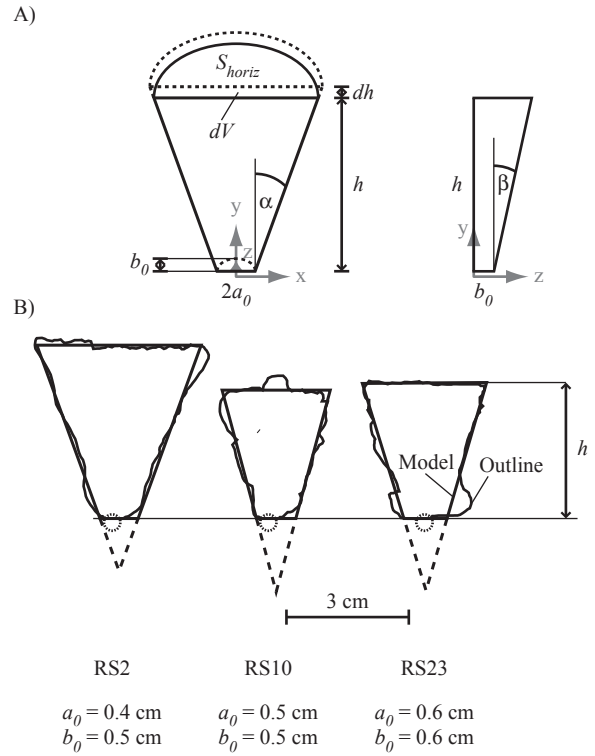 A)
S_horiz
dh
dV
h
α
y
z
b_0
2a_0
x
h
β
y
z
b_0
B)
Model
Outline
h
3 cm
RS2 RS10 RS23
a_0 = 0.4 cm a_0 = 0.5 cm a_0 = 0.6 cm
b_0 = 0.5 cm b_0 = 0.5 cm b_0 = 0.6 cm